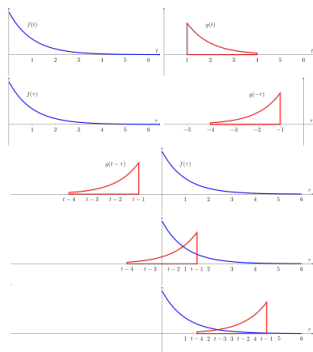 f(t) g(t)
1 2 3 4 5 6 t 1 2 3 4 5 6 t
f(τ) g(−τ)
1 2 3 4 5 6 τ −5 −4 −3 −2 −1 τ
g(t − τ) f(τ)
t − 4 t − 3 t − 2 t − 1 1 2 3 4 5 6 τ
t − 4 t − 3 t − 2 1 t − 1 2 3 4 5 6 τ
1 t − 4 2 t − 3 3 t − 2 4 t − 1 5 6 τ